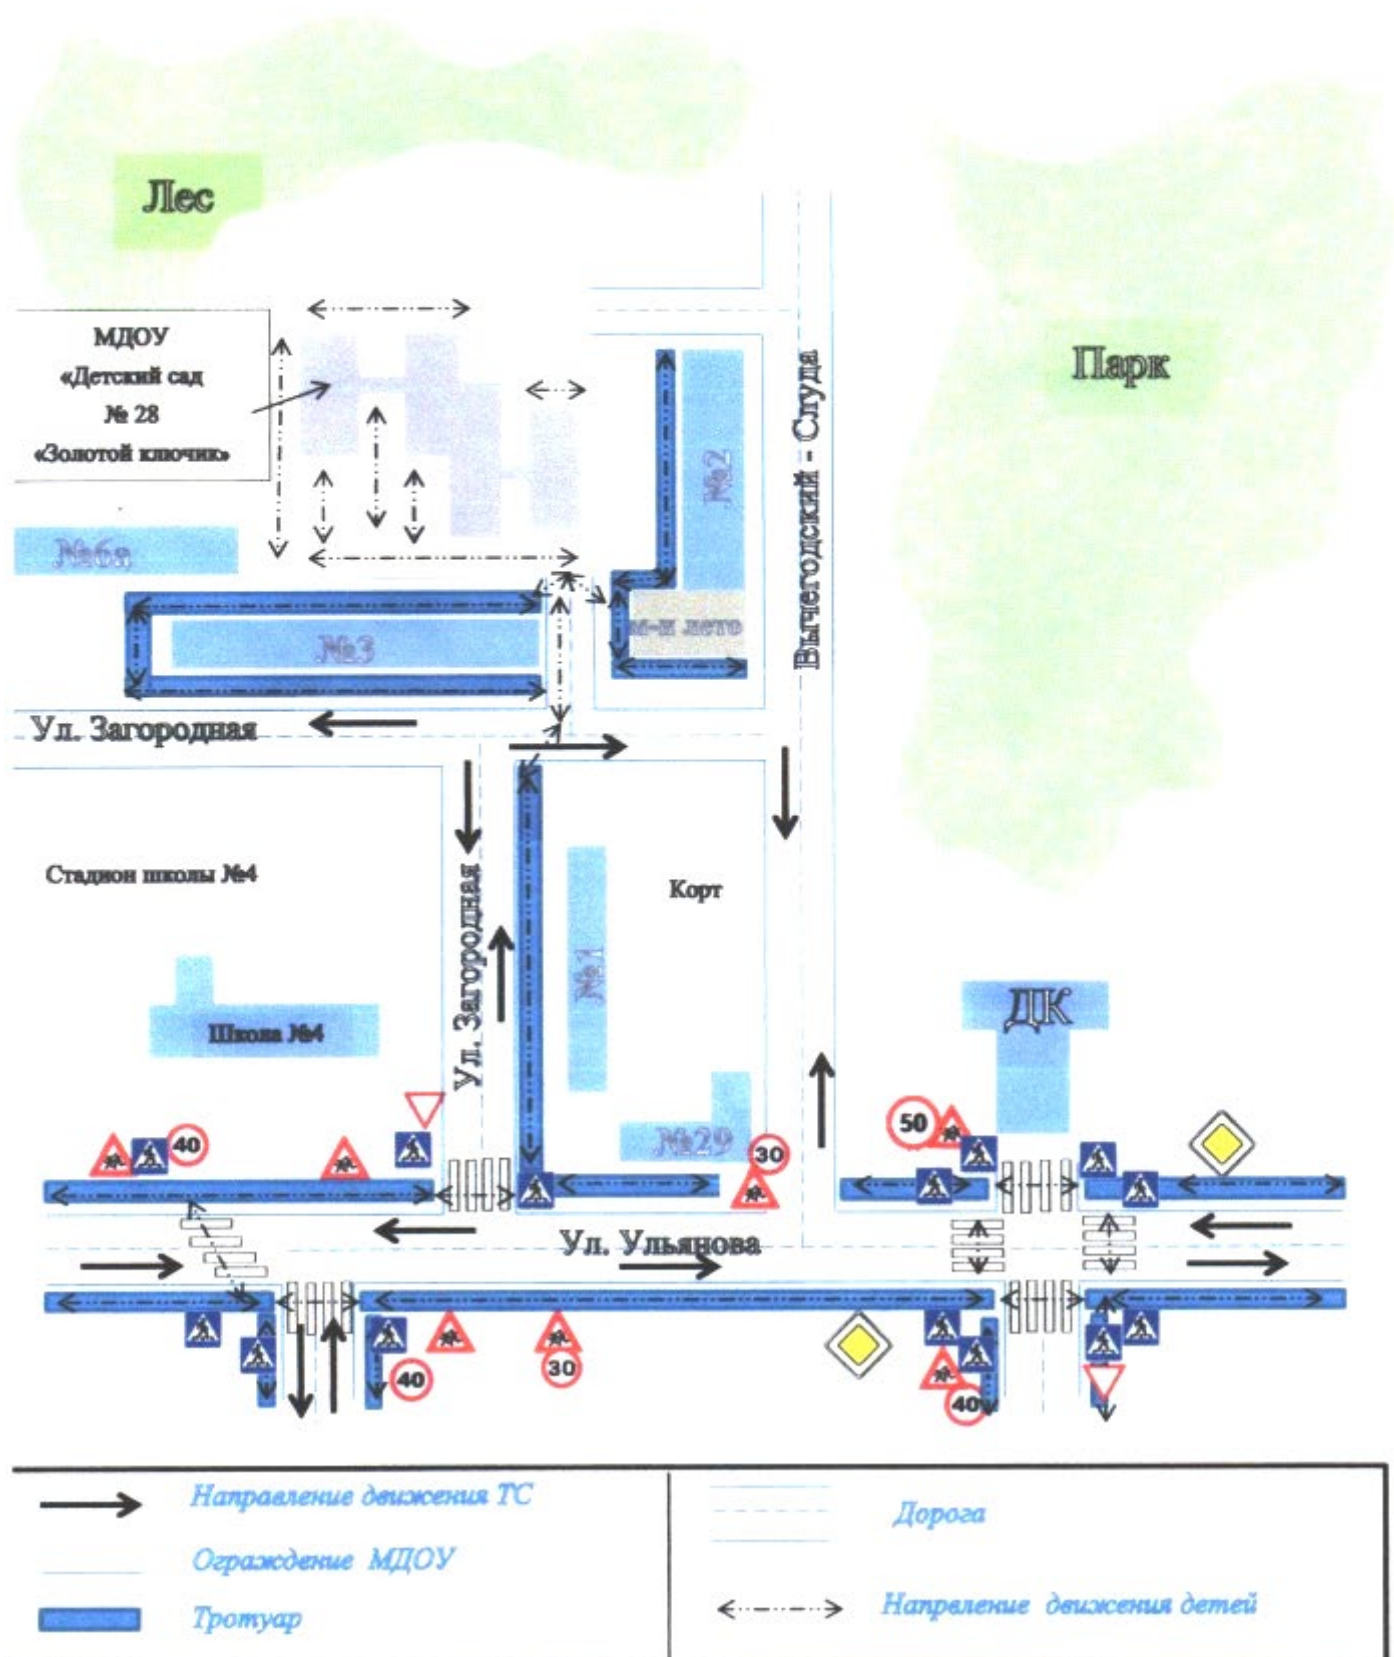 Лес
МДОУ
«Детский сад
№ 28
«Золотой ключик»
Парк
№2
Вычегодский - Слуда
№6а
м-н лето
№3
Ул. Загородная
Стадион школы №4
Корт
Ул. Загородная
№1
Школа №4
ДК
№29
40
30
50
Ул. Ульянова
40
30
40
Направление движения ТС
Ограждение МДОУ
Тротуар
Дорога
Напрвление движения детей